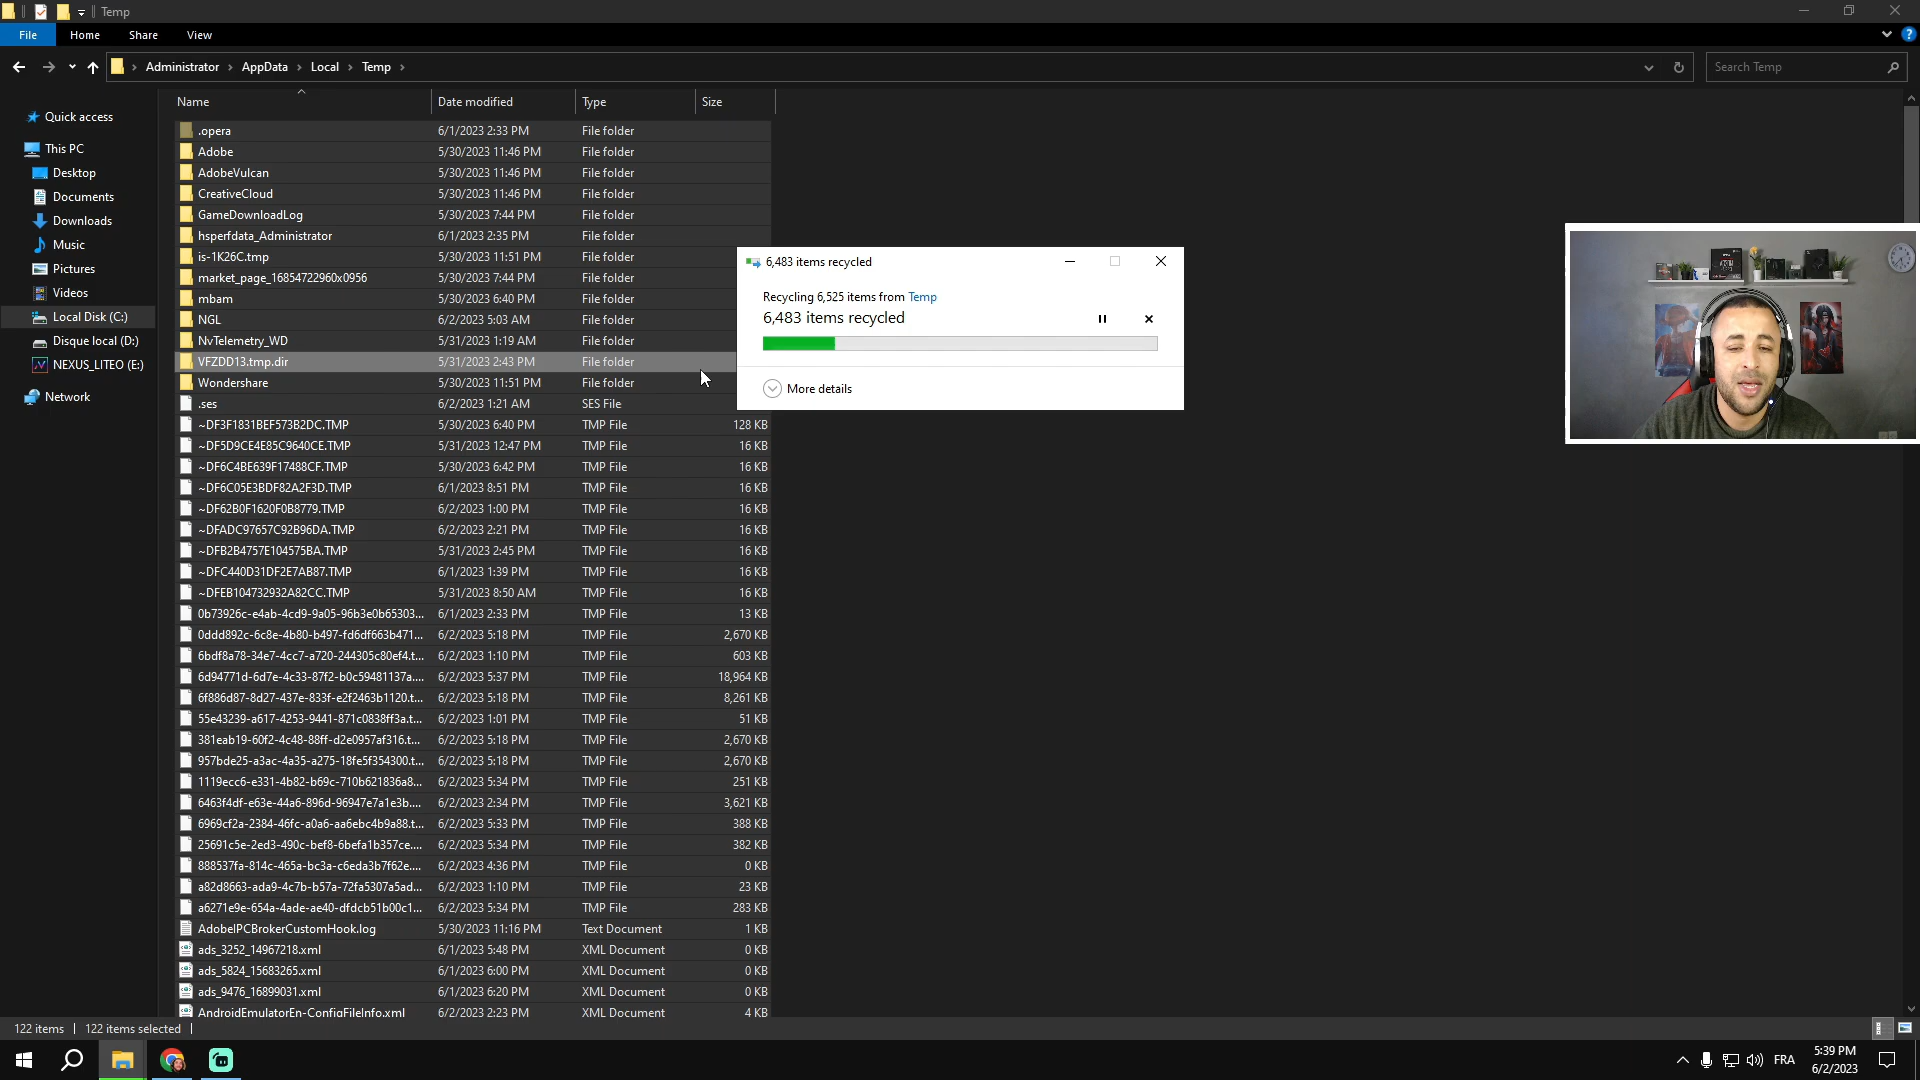 Temp
File Home Share View
Administrator > AppData > Local > Temp >
Search Temp
Quick access
This PC
Desktop
Documents
Downloads
Music
Pictures
Videos
Local Disk (C:)
Disque local (D:)
NEXUS_LITEO (E:)
Network
Name Date modified Type Size
.opera 6/1/2023 2:33 PM File folder
Adobe 5/30/2023 11:46 PM File folder
AdobeVulcan 5/30/2023 11:46 PM File folder
CreativeCloud 5/30/2023 11:46 PM File folder
GameDownloadLog 5/30/2023 7:44 PM File folder
hsperfdata_Administrator 6/1/2023 2:35 PM File folder
is-1K26C.tmp 5/30/2023 11:51 PM File folder
market_page_16854722960x0956 5/30/2023 7:44 PM File folder
mbam 5/30/2023 6:40 PM File folder
NGL 6/2/2023 5:03 AM File folder
NvTelemetry_WD 5/31/2023 1:19 AM File folder
VFZDD13.tmp.dir 5/31/2023 2:43 PM File folder
Wondershare 5/30/2023 11:51 PM File folder
.ses 6/2/2023 1:21 AM SES File
~DF3F1831BEF573B2DC.TMP 5/30/2023 6:40 PM TMP File 128 KB
~DF5D9CE4E85C9640CE.TMP 5/31/2023 12:47 PM TMP File 16 KB
~DF6C4BE639F17488CF.TMP 5/30/2023 6:42 PM TMP File 16 KB
~DF6C05E3BDF82A2F3D.TMP 6/1/2023 8:51 PM TMP File 16 KB
~DF62B0F1620F0B8779.TMP 6/2/2023 1:00 PM TMP File 16 KB
~DFADC97657C92B96DA.TMP 6/2/2023 2:21 PM TMP File 16 KB
~DFB2B4757E104575BA.TMP 5/31/2023 2:45 PM TMP File 16 KB
~DFC440D31DF2E7AB87.TMP 6/1/2023 1:39 PM TMP File 16 KB
~DFEB104732932A82CC.TMP 5/31/2023 8:50 AM TMP File 16 KB
0b73926c-e4ab-4cd9-9a05-96b3e0b65303... 6/1/2023 2:33 PM TMP File 13 KB
0ddd892c-6c8e-4b80-b497-fd6df663b471... 6/2/2023 5:18 PM TMP File 2,670 KB
6bdf8a78-34e7-4cc7-a720-244305c80ef4.t... 6/2/2023 1:10 PM TMP File 603 KB
6d94771d-6d7e-4c33-87f2-b0c59481137a.... 6/2/2023 5:37 PM TMP File 18,964 KB
6f886d87-8d27-437e-833f-e2f2463b1120.t... 6/2/2023 5:18 PM TMP File 8,261 KB
55e43239-a617-4253-9441-871c0838ff3a.t... 6/2/2023 1:01 PM TMP File 51 KB
381eab19-60f2-4c48-88ff-d2e0957af316.t... 6/2/2023 5:18 PM TMP File 2,670 KB
957bde25-a3ac-4a35-a275-18fe5f354300.t... 6/2/2023 5:18 PM TMP File 2,670 KB
1119ecc6-e331-4b82-b69c-710b621836a8... 6/2/2023 5:34 PM TMP File 251 KB
6463f4df-e63e-44a6-896d-96947e7a1e3b.... 6/2/2023 2:34 PM TMP File 3,621 KB
6969cf2a-2384-46fc-a0a6-aa6ebc4b9a88.t... 6/2/2023 5:33 PM TMP File 388 KB
25691c5e-2ed3-490c-bef8-6befa1b357ce.... 6/2/2023 5:34 PM TMP File 382 KB
888537fa-814c-465a-bc3a-c6eda3b7f62e.... 6/2/2023 4:36 PM TMP File 0 KB
a82d8663-ada9-4c7b-b57a-72fa5307a5ad... 6/2/2023 1:10 PM TMP File 23 KB
a6271e9e-654a-4ade-ae40-dfdcb51b00c1... 6/2/2023 5:34 PM TMP File 283 KB
AdobeIPCBrokerCustomHook.log 5/30/2023 11:16 PM Text Document 1 KB
ads_3252_14967218.xml 6/1/2023 5:48 PM XML Document 0 KB
ads_5824_15683265.xml 6/1/2023 6:00 PM XML Document 0 KB
ads_9476_16899031.xml 6/1/2023 6:20 PM XML Document 0 KB
AndroidEmulatorEn-ConfigFileInfo.xml 6/2/2023 2:23 PM XML Document 4 KB
6,483 items recycled
Recycling 6,525 items from Temp
6,483 items recycled
More details
122 items 122 items selected
FRA
5:39 PM
6/2/2023